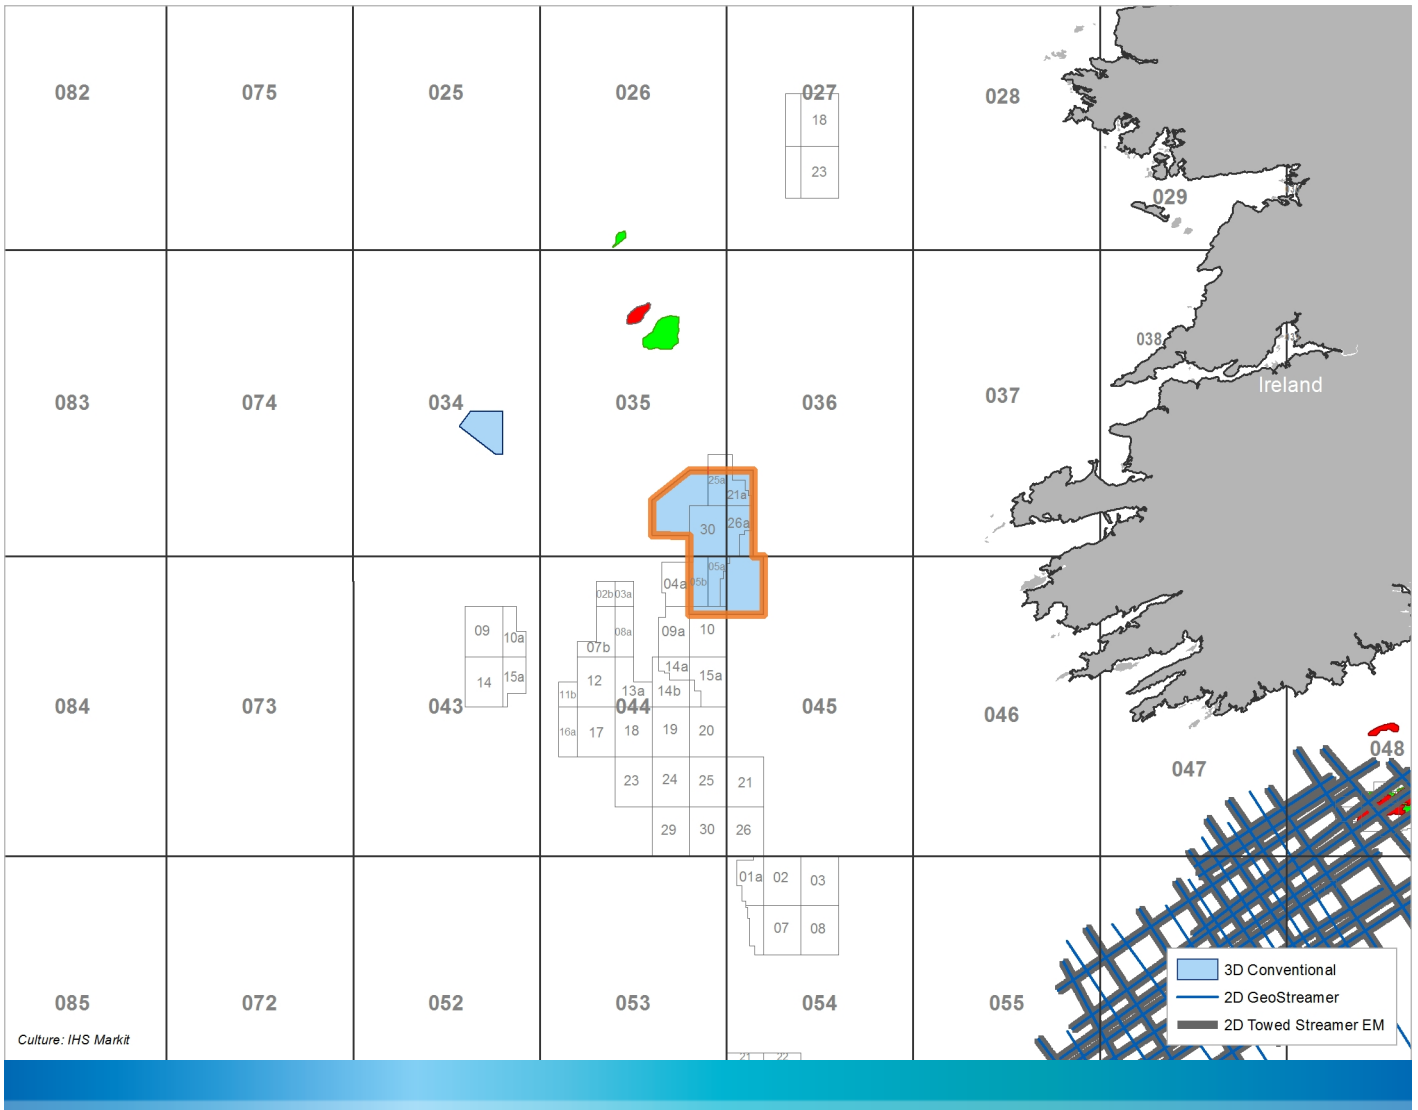 082 075 025 026 027 028
18
23
029
038
083 074 034 035 036 037
Ireland
25a
21a
30 26a
05a
04a 05b
02b 03a
09 10a 08a 09a 10
07b
14 15a 12 14a 15a
11b 13a 14b
084 073 043 044 045 046
16a 17 18 19 20
048
047
23 24 25 21
29 30 26
01a 02 03
07 08
085 072 052 053 054 055
3D Conventional
2D GeoStreamer
2D Towed Streamer EM
Culture: IHS Markit
21 22